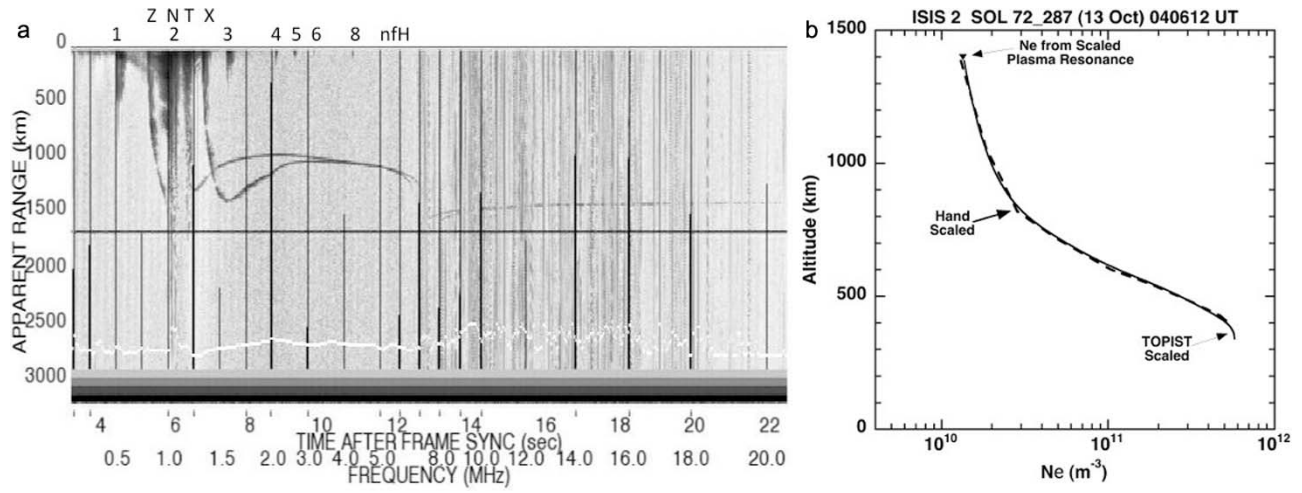 a
Z N T X
1 2 3 4 5 6 8 nfH
0
500
1000
1500
2000
2500
3000
APPARENT RANGE (km)
4 6 8 10 12 14 16 18 20 22
TIME AFTER FRAME SYNC (sec)
0.5 1.0 1.5 2.0 3.0 4.0 5.0 8.0 10.0 12.0 14.0 16.0 18.0 20.0
FREQUENCY (MHz)
b
ISIS 2 SOL 72_287 (13 Oct) 040612 UT
1500
1000
500
0
Altitude (km)
Ne from Scaled
Plasma Resonance
Hand
Scaled
TOPIST
Scaled
10^10 10^11 10^12
Ne (m^-3)